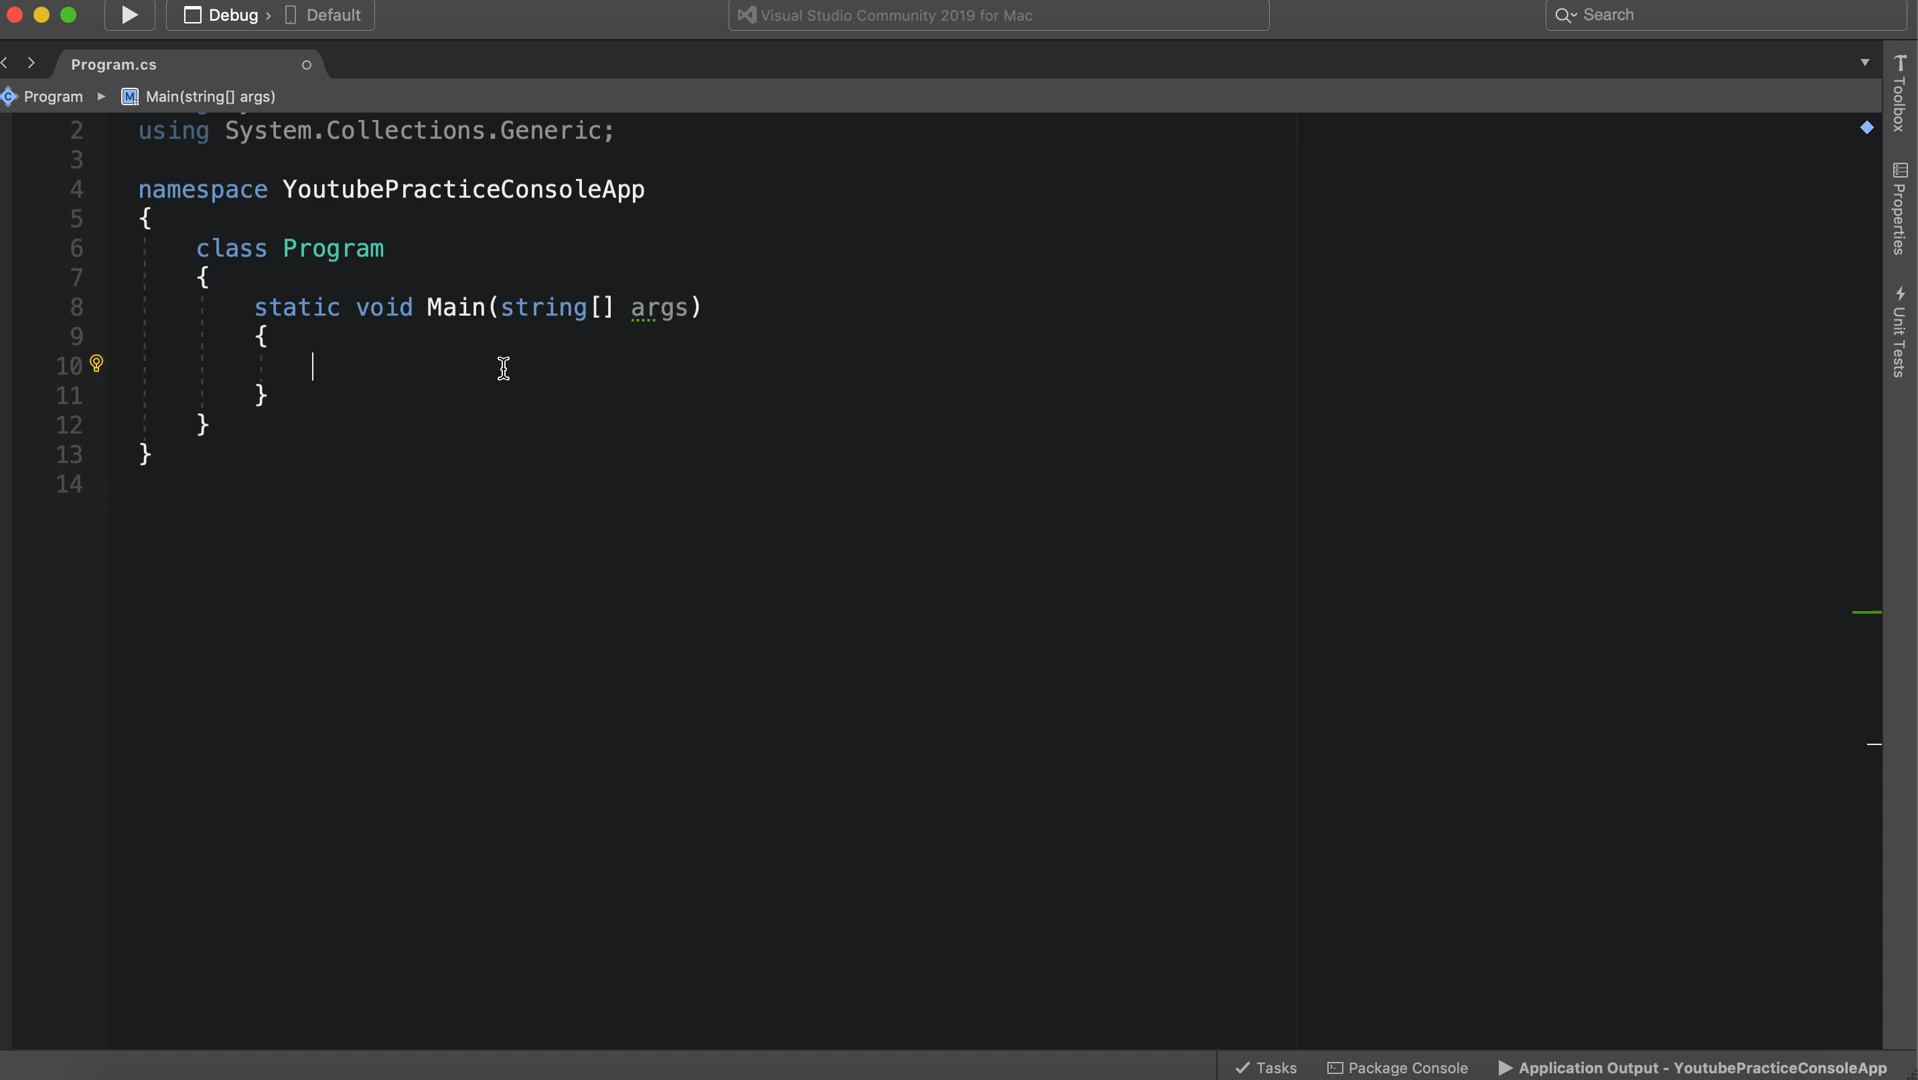 Debug › Default
Visual Studio Community 2019 for Mac
Search
Program.cs
Program ▸ Main(string[] args)
2 using System.Collections.Generic;
3
4 namespace YoutubePracticeConsoleApp
5 {
6 class Program
7 {
8 static void Main(string[] args)
9 {
10
11 }
12 }
13 }
14
Toolbox
Properties
Unit Tests
Tasks
Package Console
Application Output - YoutubePracticeConsoleApp